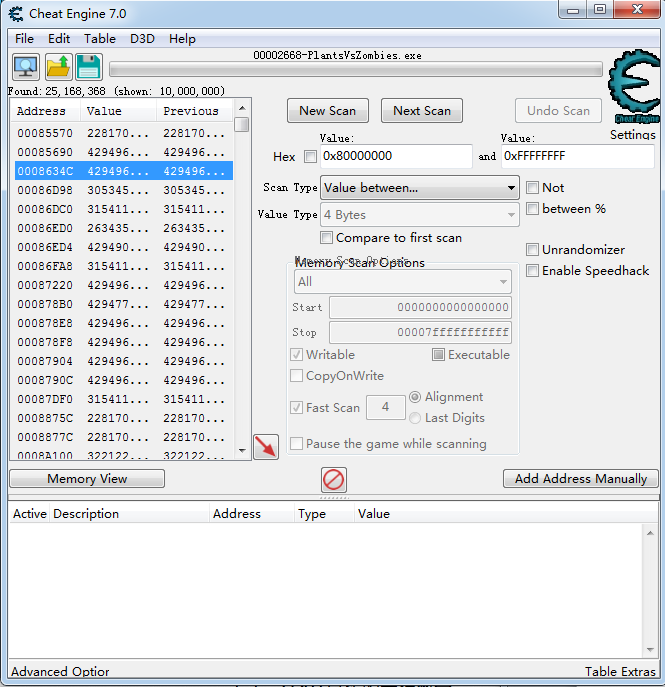 Cheat Engine 7.0
File Edit Table D3D Help
00002668-PlantsVsZombies.exe
Found: 25,168,368 (shown: 10,000,000)
Cheat Engine
Settings
Address Value Previous
00085570 228170... 228170...
00085690 429496... 429496...
0008634C 429496... 429496...
00086D98 305345... 305345...
00086DC0 315411... 315411...
00086ED0 263435... 263435...
00086ED4 429490... 429490...
00086FA8 315411... 315411...
00087220 429496... 429496...
000878B0 429477... 429477...
000878E8 429496... 429496...
000878F8 429496... 429496...
00087904 429496... 429496...
0008790C 429496... 429496...
00087DF0 315411... 315411...
0008875C 228170... 228170...
0008877C 228170... 228170...
0008A100 322122... 322122...
New Scan Next Scan Undo Scan
Value: Value:
Hex 0x80000000 and 0xFFFFFFFF
Scan Type Value between... Not
Value Type 4 Bytes between %
Compare to first scan
Unrandomizer
Enable Speedhack
Memory Scan Options
All
Start 0000000000000000
Stop 00007fffffffffff
Writable Executable
CopyOnWrite
Fast Scan 4 Alignment
Last Digits
Pause the game while scanning
Memory View Add Address Manually
Active Description Address Type Value
Advanced Optior Table Extras